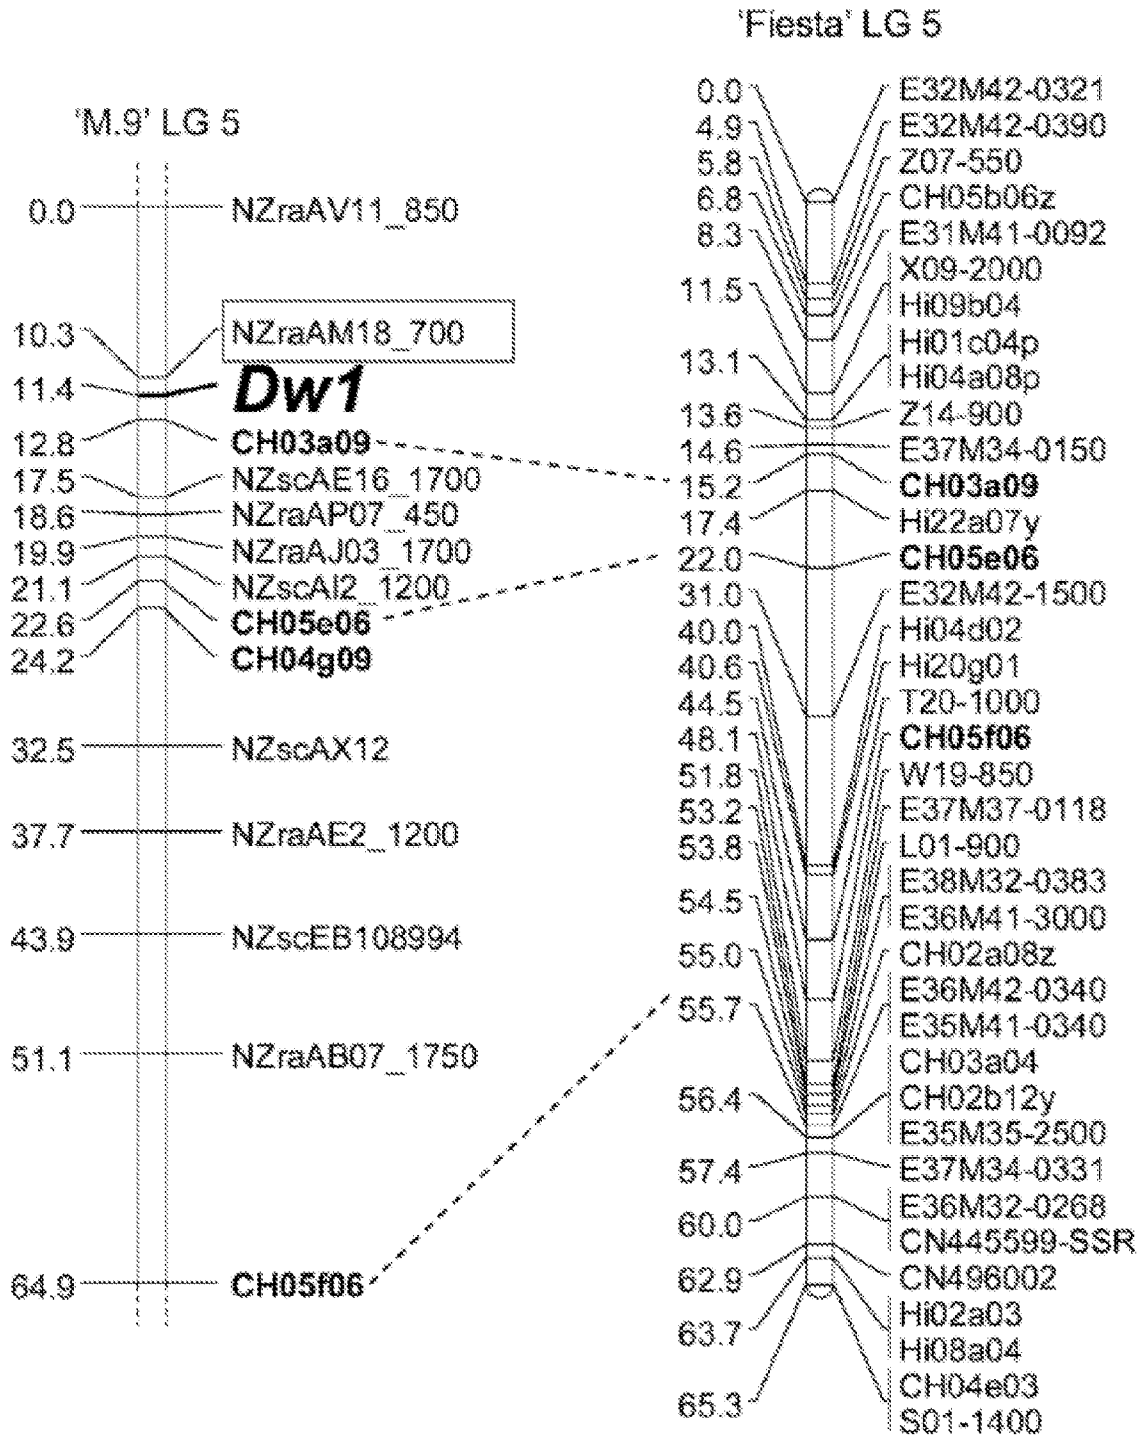 'Fiesta' LG 5
'M.9' LG 5
0.0 NZraAV11_850
10.3 NZraAM18_700
11.4 Dw1
12.8 CH03a09
17.5 NZscAE16_1700
18.6 NZraAP07_450
19.9 NZraAJ03_1700
21.1 NZscAI2_1200
22.6 CH05e06
24.2 CH04g09
32.5 NZscAX12
37.7 NZraAE2_1200
43.9 NZscEB108994
51.1 NZraAB07_1750
64.9 CH05f06
0.0 E32M42-0321
4.9 E32M42-0390
5.8 Z07-550
6.8 CH05b06z
8.3 E31M41-0092
X09-2000
11.5 Hi09b04
Hi01c04p
13.1 Hi04a08p
13.6 Z14-900
14.6 E37M34-0150
15.2 CH03a09
17.4 Hi22a07y
22.0 CH05e06
31.0 E32M42-1500
40.0 Hi04d02
40.6 Hi20g01
44.5 T20-1000
48.1 CH05f06
51.8 W19-850
53.2 E37M37-0118
53.8 L01-900
E38M32-0383
54.5 E36M41-3000
55.0 CH02a08z
E36M42-0340
55.7 E35M41-0340
CH03a04
56.4 CH02b12y
E35M35-2500
57.4 E37M34-0331
E36M32-0268
60.0 CN445599-SSR
62.9 CN496002
Hi02a03
63.7 Hi08a04
CH04e03
65.3 S01-1400